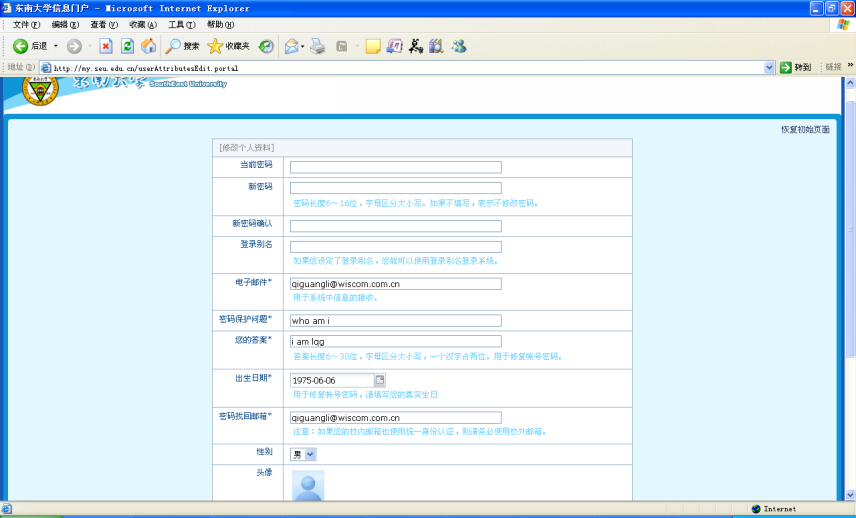 东南大学信息门户 - Microsoft Internet Explorer
文件(F) 编辑(E) 查看(V) 收藏(A) 工具(T) 帮助(H)
后退 搜索 收藏夹
地址(D) http://my.seu.edu.cn/userAttributesEdit.portal 转到 链接 »
SouthEast University
恢复初始页面
[修改个人资料]
当前密码
新密码
密码长度6～16位，字母区分大小写。如果不填写，表示不修改密码。
新密码确认
登录别名
如果您设定了登录别名，您就可以使用登录别名登录系统。
电子邮件* qiguangli@wiscom.com.cn
用于系统中信息的接收。
密码保护问题* who am i
您的答案* i am lqg
答案长度6～30位，字母区分大小写，一个汉字占两位。用于修复帐号密码。
出生日期* 1975-06-06
用于修复帐号密码，请填写您的真实生日
密码找回邮箱* qiguangli@wiscom.com.cn
注意：如果您的校内邮箱也使用统一身份认证，则请务必使用校外邮箱。
性别 男
头像
Internet